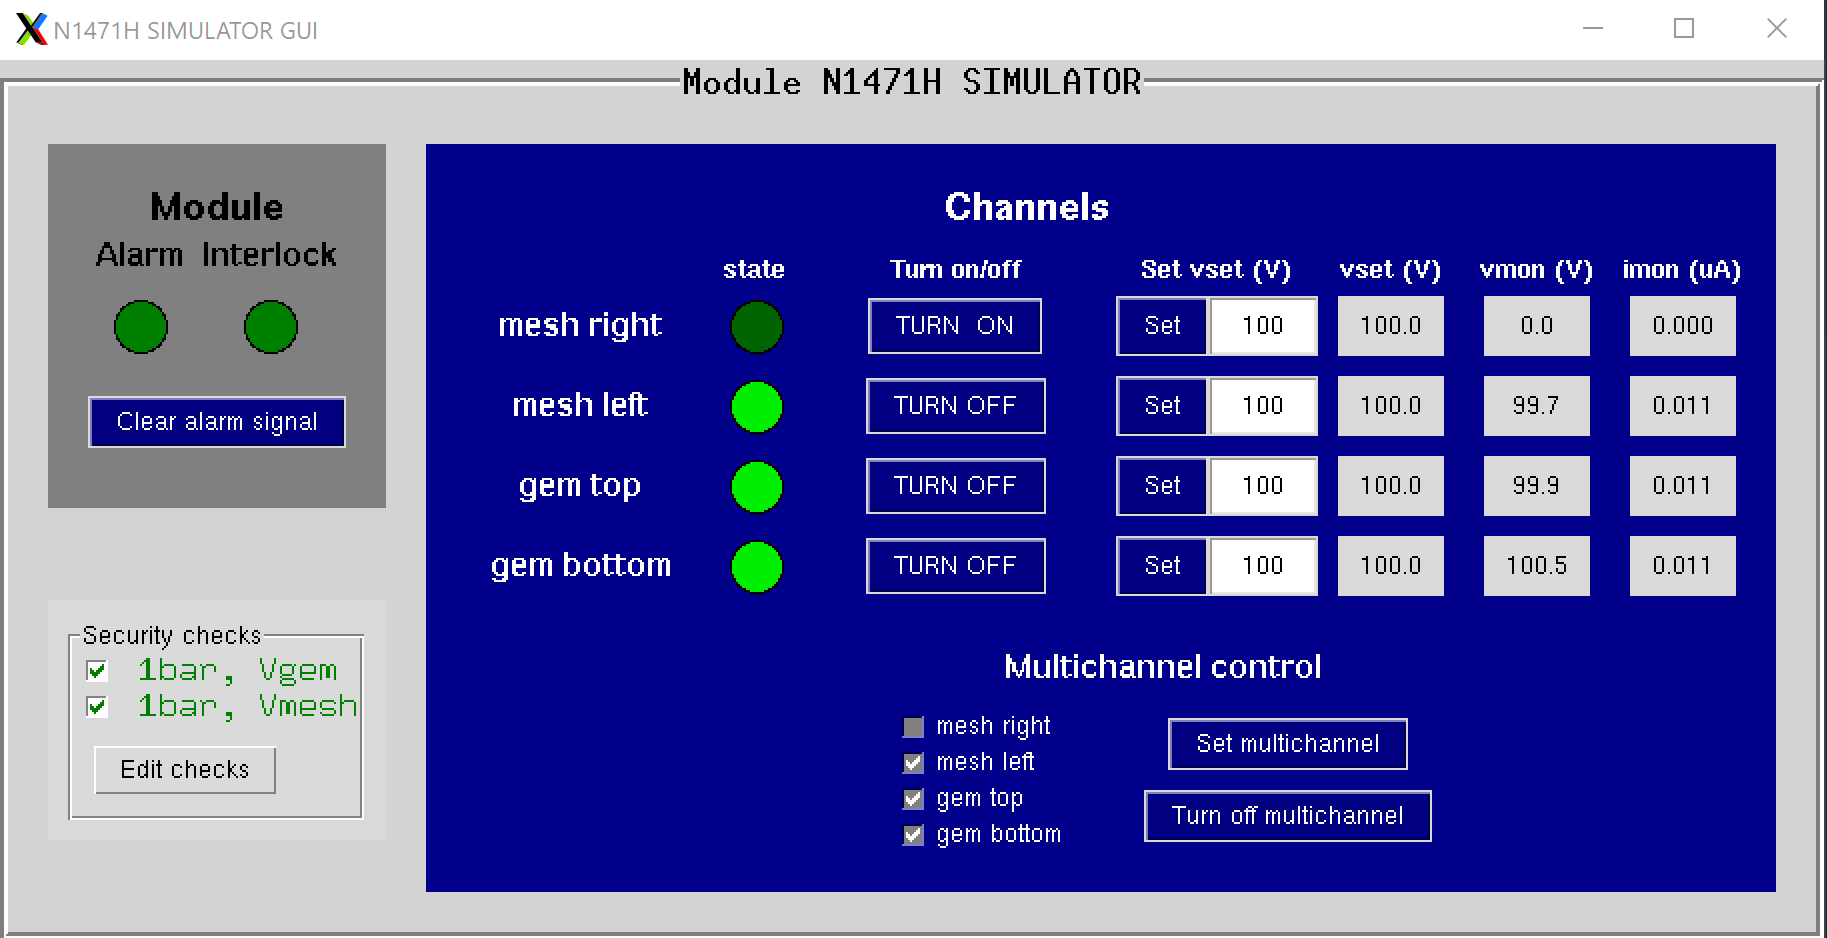 N1471H SIMULATOR GUI
Module N1471H SIMULATOR
Module
Alarm Interlock
Clear alarm signal
Security checks
1bar, Vgem
1bar, Vmesh
Edit checks
Channels
state Turn on/off Set vset (V) vset (V) vmon (V) imon (uA)
mesh right TURN ON Set 100 100.0 0.0 0.000
mesh left TURN OFF Set 100 100.0 99.7 0.011
gem top TURN OFF Set 100 100.0 99.9 0.011
gem bottom TURN OFF Set 100 100.0 100.5 0.011
Multichannel control
mesh right
mesh left
gem top
gem bottom
Set multichannel
Turn off multichannel